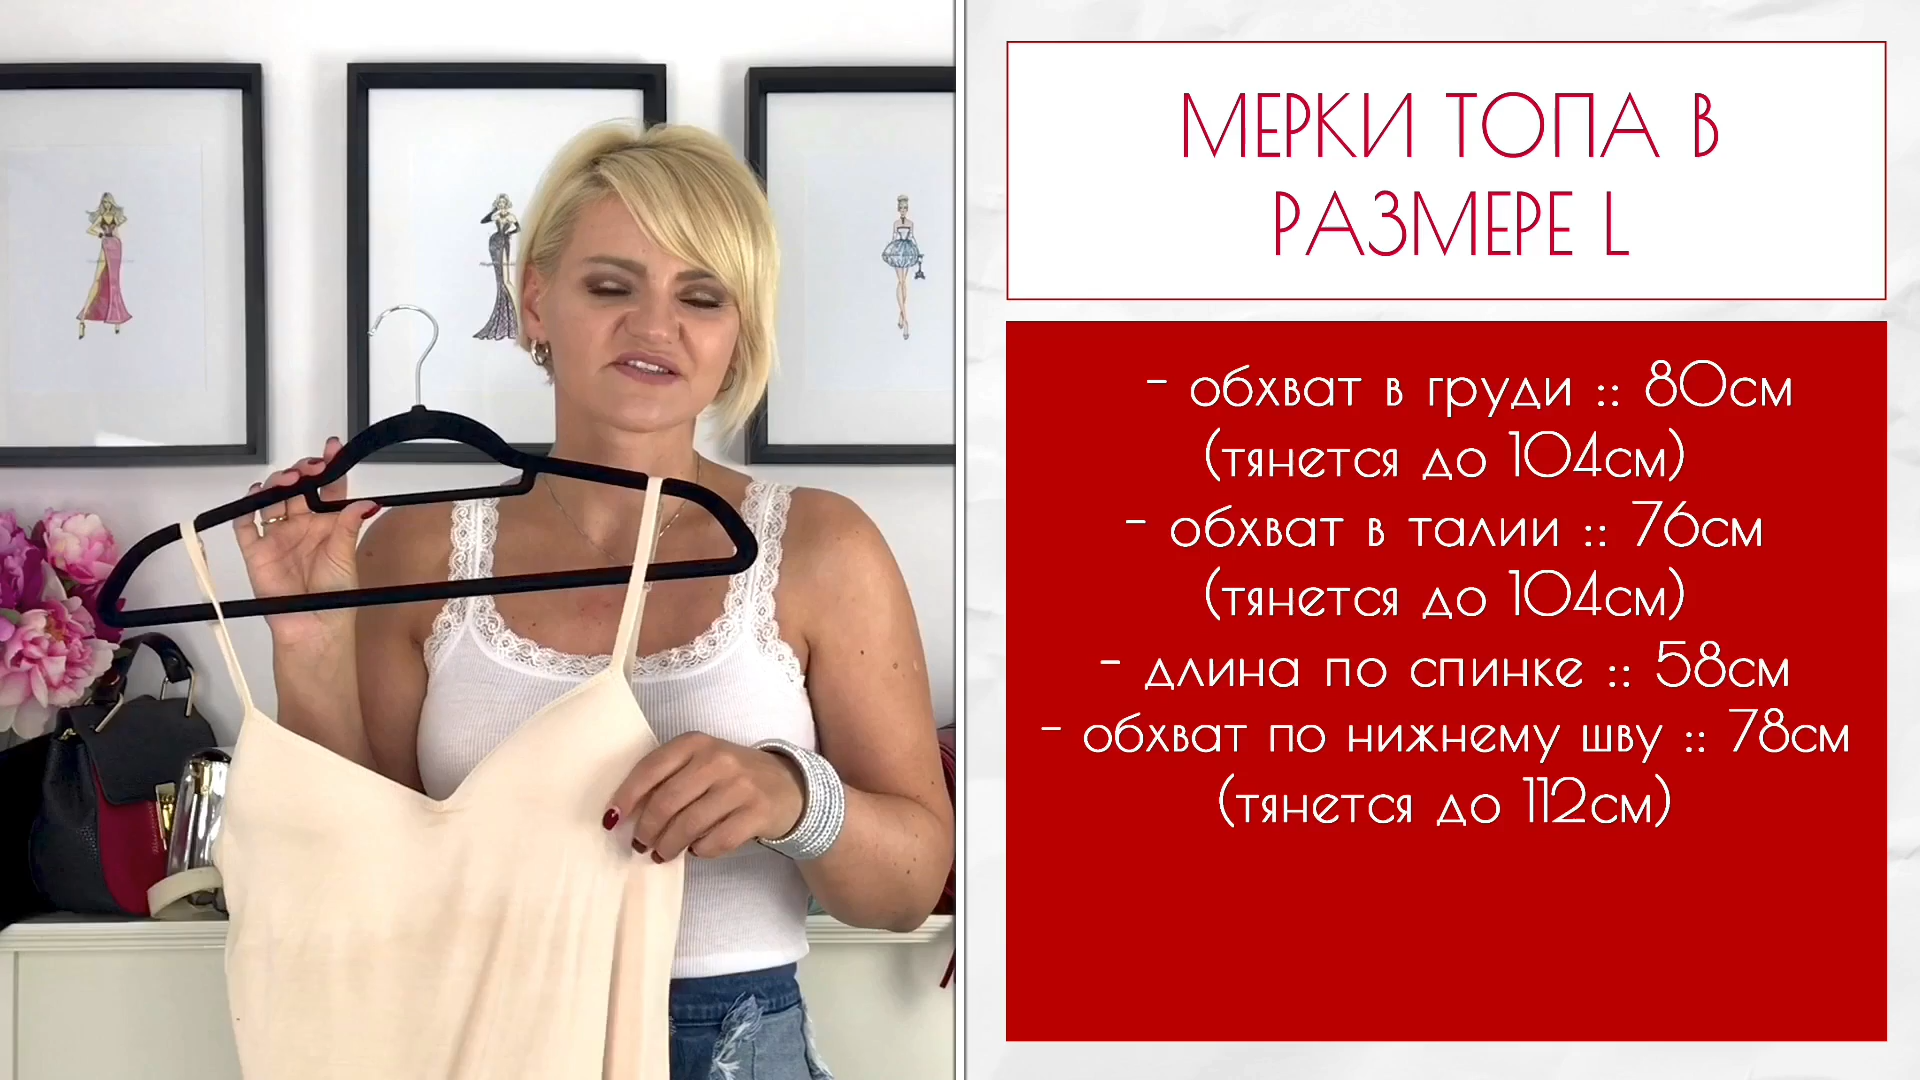 МЕРКИ ТОПА В
РАЗМЕРЕ L
- обхват в груди :: 80см
(тянется до 104см)
- обхват в талии :: 76см
(тянется до 104см)
- длина по спинке :: 58см
- обхват по нижнему шву :: 78см
(тянется до 112см)